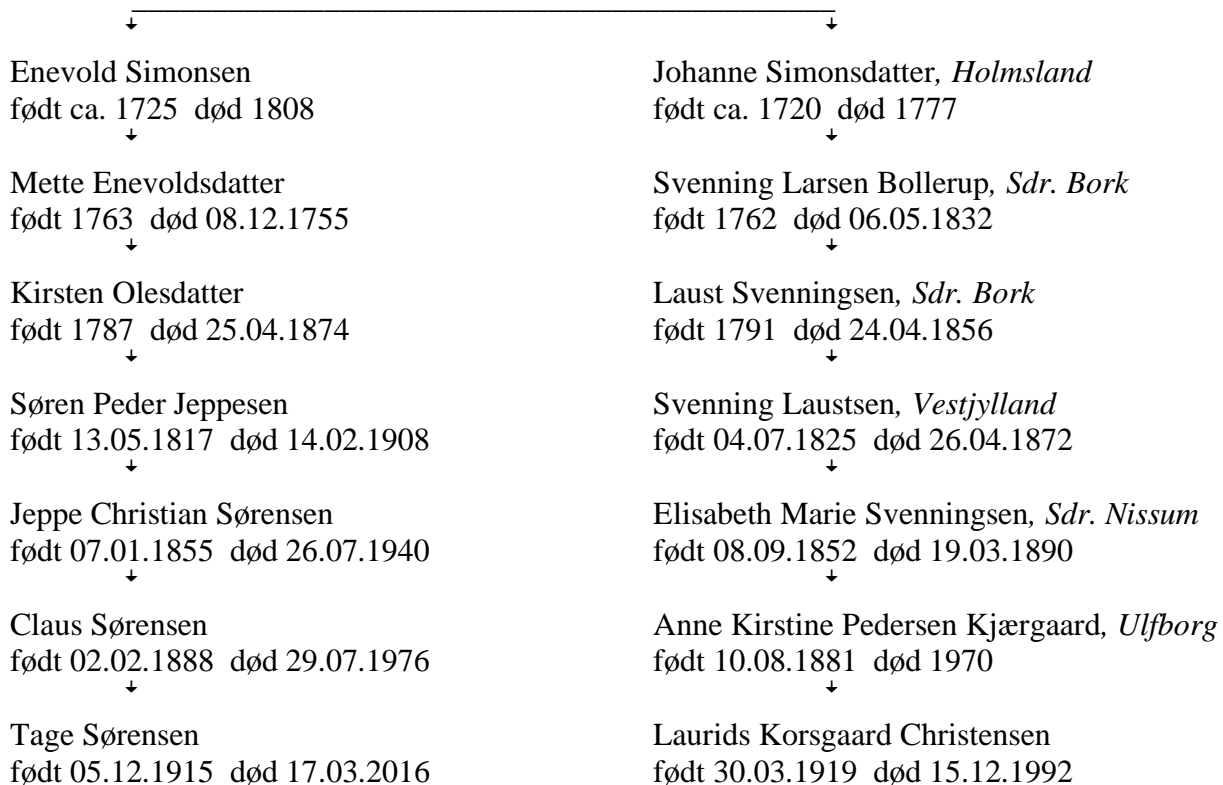 Enevold Simonsen
født ca. 1725 død 1808
Mette Enevoldsdatter
født 1763 død 08.12.1755
Kirsten Olesdatter
født 1787 død 25.04.1874
Søren Peder Jeppesen
født 13.05.1817 død 14.02.1908
Jeppe Christian Sørensen
født 07.01.1855 død 26.07.1940
Claus Sørensen
født 02.02.1888 død 29.07.1976
Tage Sørensen
født 05.12.1915 død 17.03.2016
Johanne Simonsdatter, Holmsland
født ca. 1720 død 1777
Svenning Larsen Bollerup, Sdr. Bork
født 1762 død 06.05.1832
Laust Svenningsen, Sdr. Bork
født 1791 død 24.04.1856
Svenning Laustsen, Vestjylland
født 04.07.1825 død 26.04.1872
Elisabeth Marie Svenningsen, Sdr. Nissum
født 08.09.1852 død 19.03.1890
Anne Kirstine Pedersen Kjærgaard, Ulfborg
født 10.08.1881 død 1970
Laurids Korsgaard Christensen
født 30.03.1919 død 15.12.1992